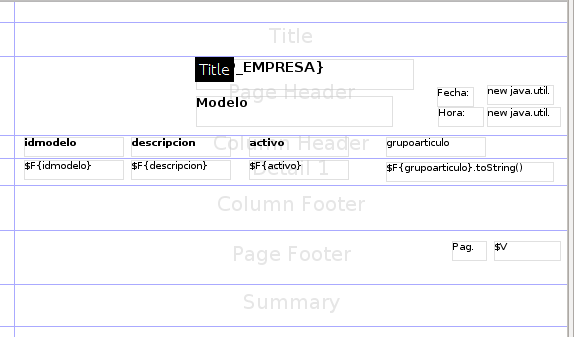 Title
Title _EMPRESA}
Page Header
Modelo
Fecha: new java.util.
Hora: new java.util.
Column Header
idmodelo descripcion activo grupoarticulo
Detail 1
$F{idmodelo} $F{descripcion} $F{activo} $F{grupoarticulo}.toString()
Column Footer
Page Footer
Pag. $V
Summary